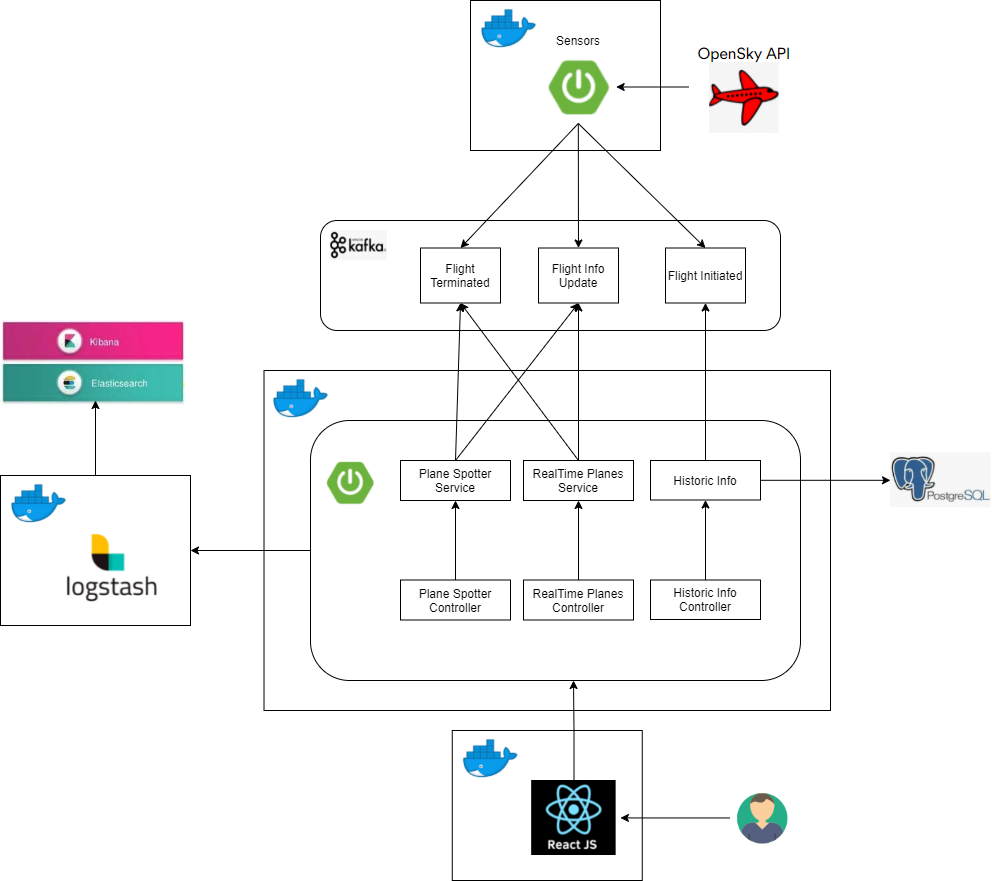 Sensors
OpenSky API
kafka.
Flight
Terminated
Flight Info
Update
Flight Initiated
Kibana
Elasticsearch
Plane Spotter
Service
RealTime Planes
Service
Historic Info
PostgreSQL
logstash
Plane Spotter
Controller
RealTime Planes
Controller
Historic Info
Controller
React JS